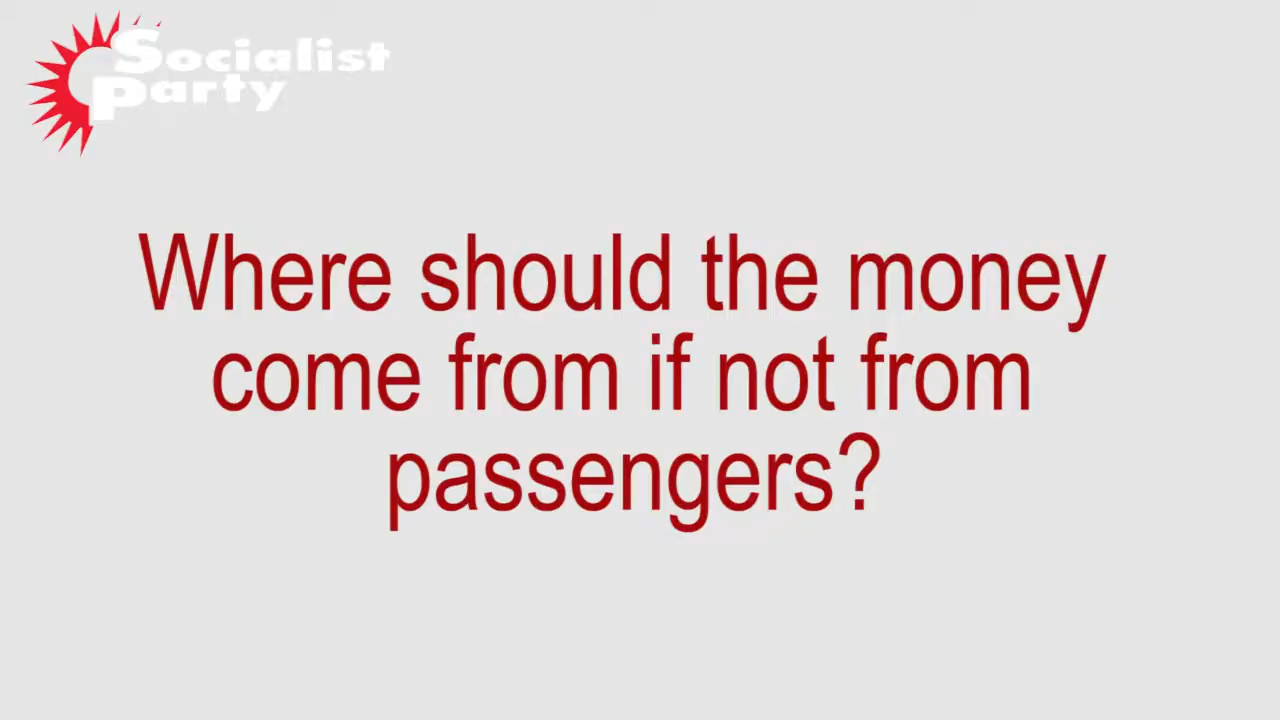 Socialist
Party
Where should the money
come from if not from
passengers?